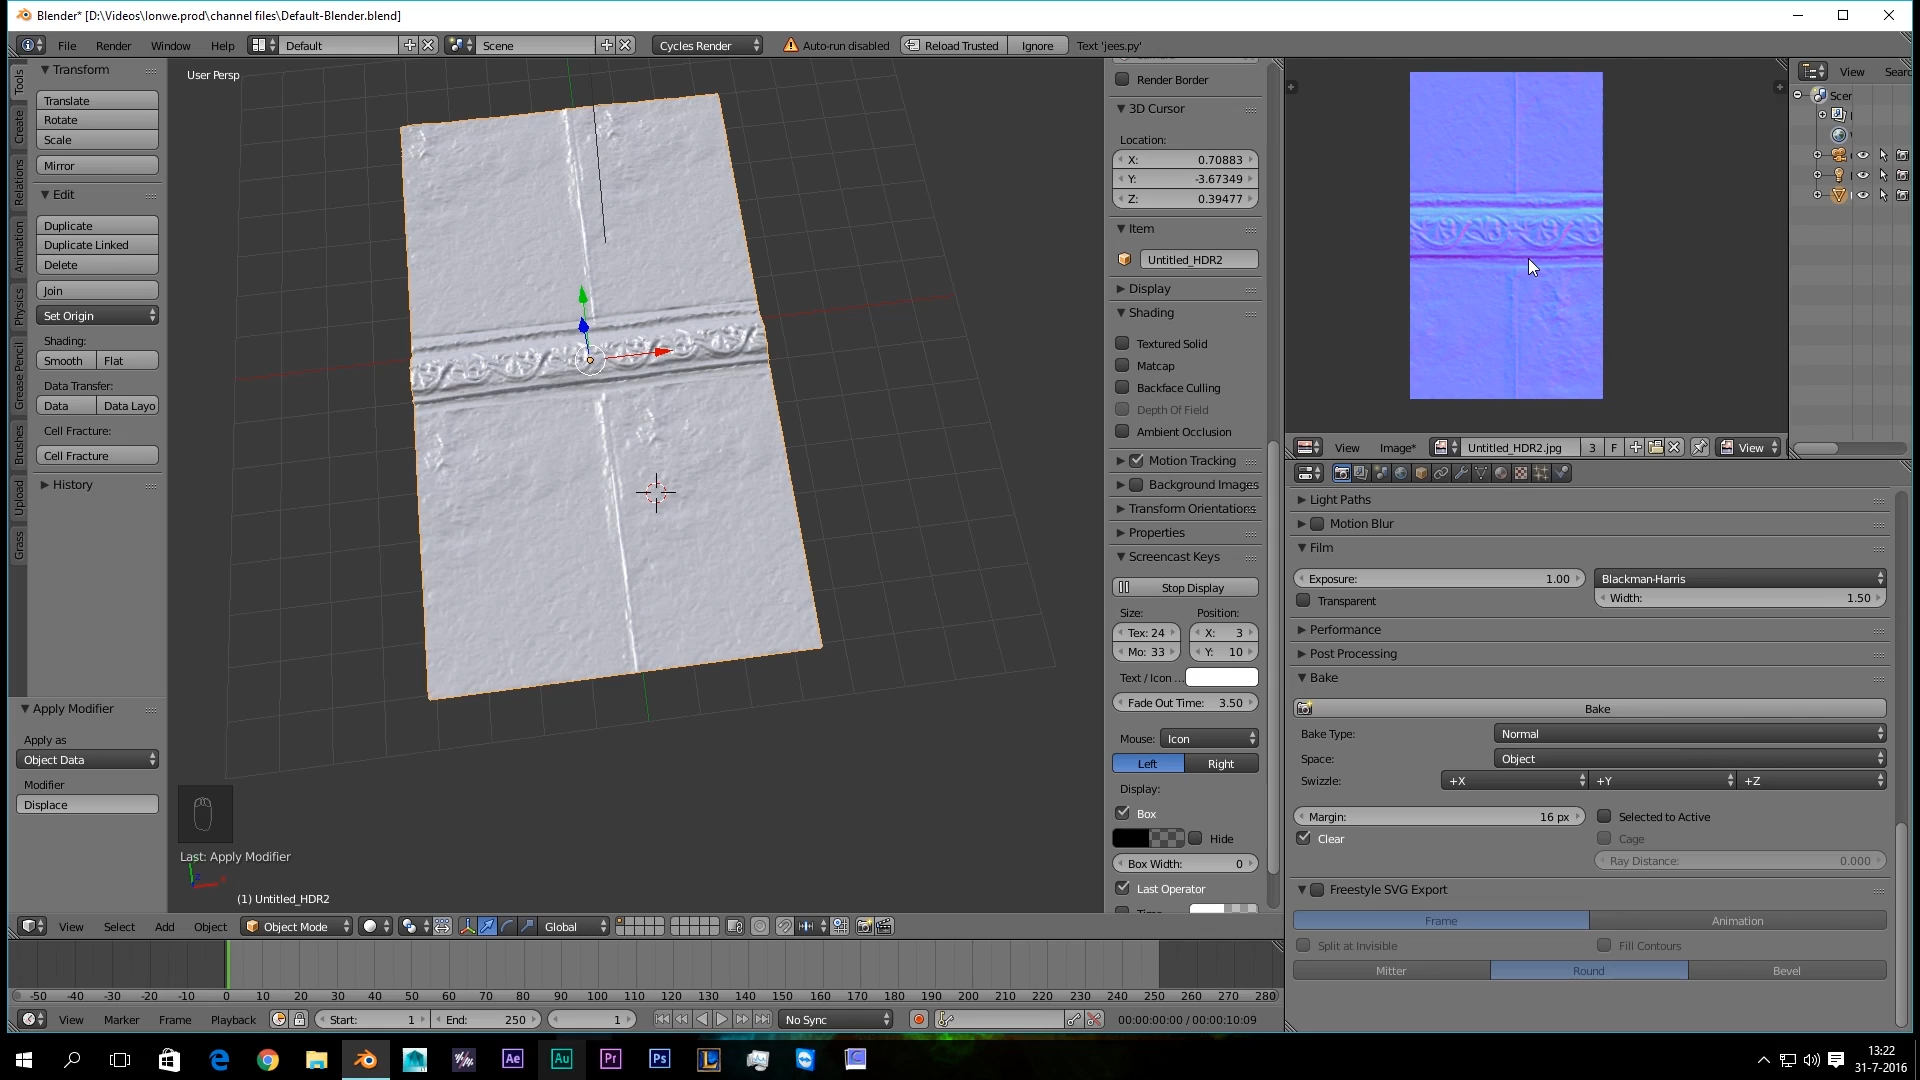 Blender* [D:\Videos\lonwe.prod\channel files\Default-Blender.blend]
File Render Window Help Default Scene Cycles Render Auto-run disabled Reload Trusted Ignore Text 'jees.py'
Tools
Create
Relations
Animation
Physics
Grease Pencil
Brushes
Upload
Grass
Transform
Translate
Rotate
Scale
Mirror
Edit
Duplicate
Duplicate Linked
Delete
Join
Set Origin
Shading:
Smooth Flat
Data Transfer:
Data Data Layo
Cell Fracture:
Cell Fracture
History
Apply Modifier
Apply as
Object Data
Modifier
Displace
User Persp
Last: Apply Modifier
(1) Untitled_HDR2
View Select Add Object Object Mode Global
Render Border
3D Cursor
Location:
X: 0.70883
Y: -3.67349
Z: 0.39477
Item
Untitled_HDR2
Display
Shading
Textured Solid
Matcap
Backface Culling
Depth Of Field
Ambient Occlusion
Motion Tracking
Background Images
Transform Orientations
Properties
Screencast Keys
Stop Display
Size: Position:
Tex: 24 X: 3
Mo: 33 Y: 10
Text / Icon ...
Fade Out Time: 3.50
Mouse: Icon
Left Right
Display:
Box
Hide
Box Width: 0
Last Operator
View Image* Untitled_HDR2.jpg 3 F View
View Searc
Scer
Light Paths
Motion Blur
Film
Exposure: 1.00 Blackman-Harris
Transparent Width: 1.50
Performance
Post Processing
Bake
Bake
Bake Type: Normal
Space: Object
Swizzle: +X +Y +Z
Margin: 16 px Selected to Active
Clear Cage
Ray Distance: 0.000
Freestyle SVG Export
Frame Animation
Split at Invisible Fill Contours
Mitter Round Bevel
-50 -40 -30 -20 -10 0 10 20 30 40 50 60 70 80 90 100 110 120 130 140 150 160 170 180 190 200 210 220 230 240 250 260 270 280
View Marker Frame Playback Start: 1 End: 250 1 No Sync 00:00:00:00 / 00:00:10:09
Ae Au Pr Ps L
13:22
31-7-2016